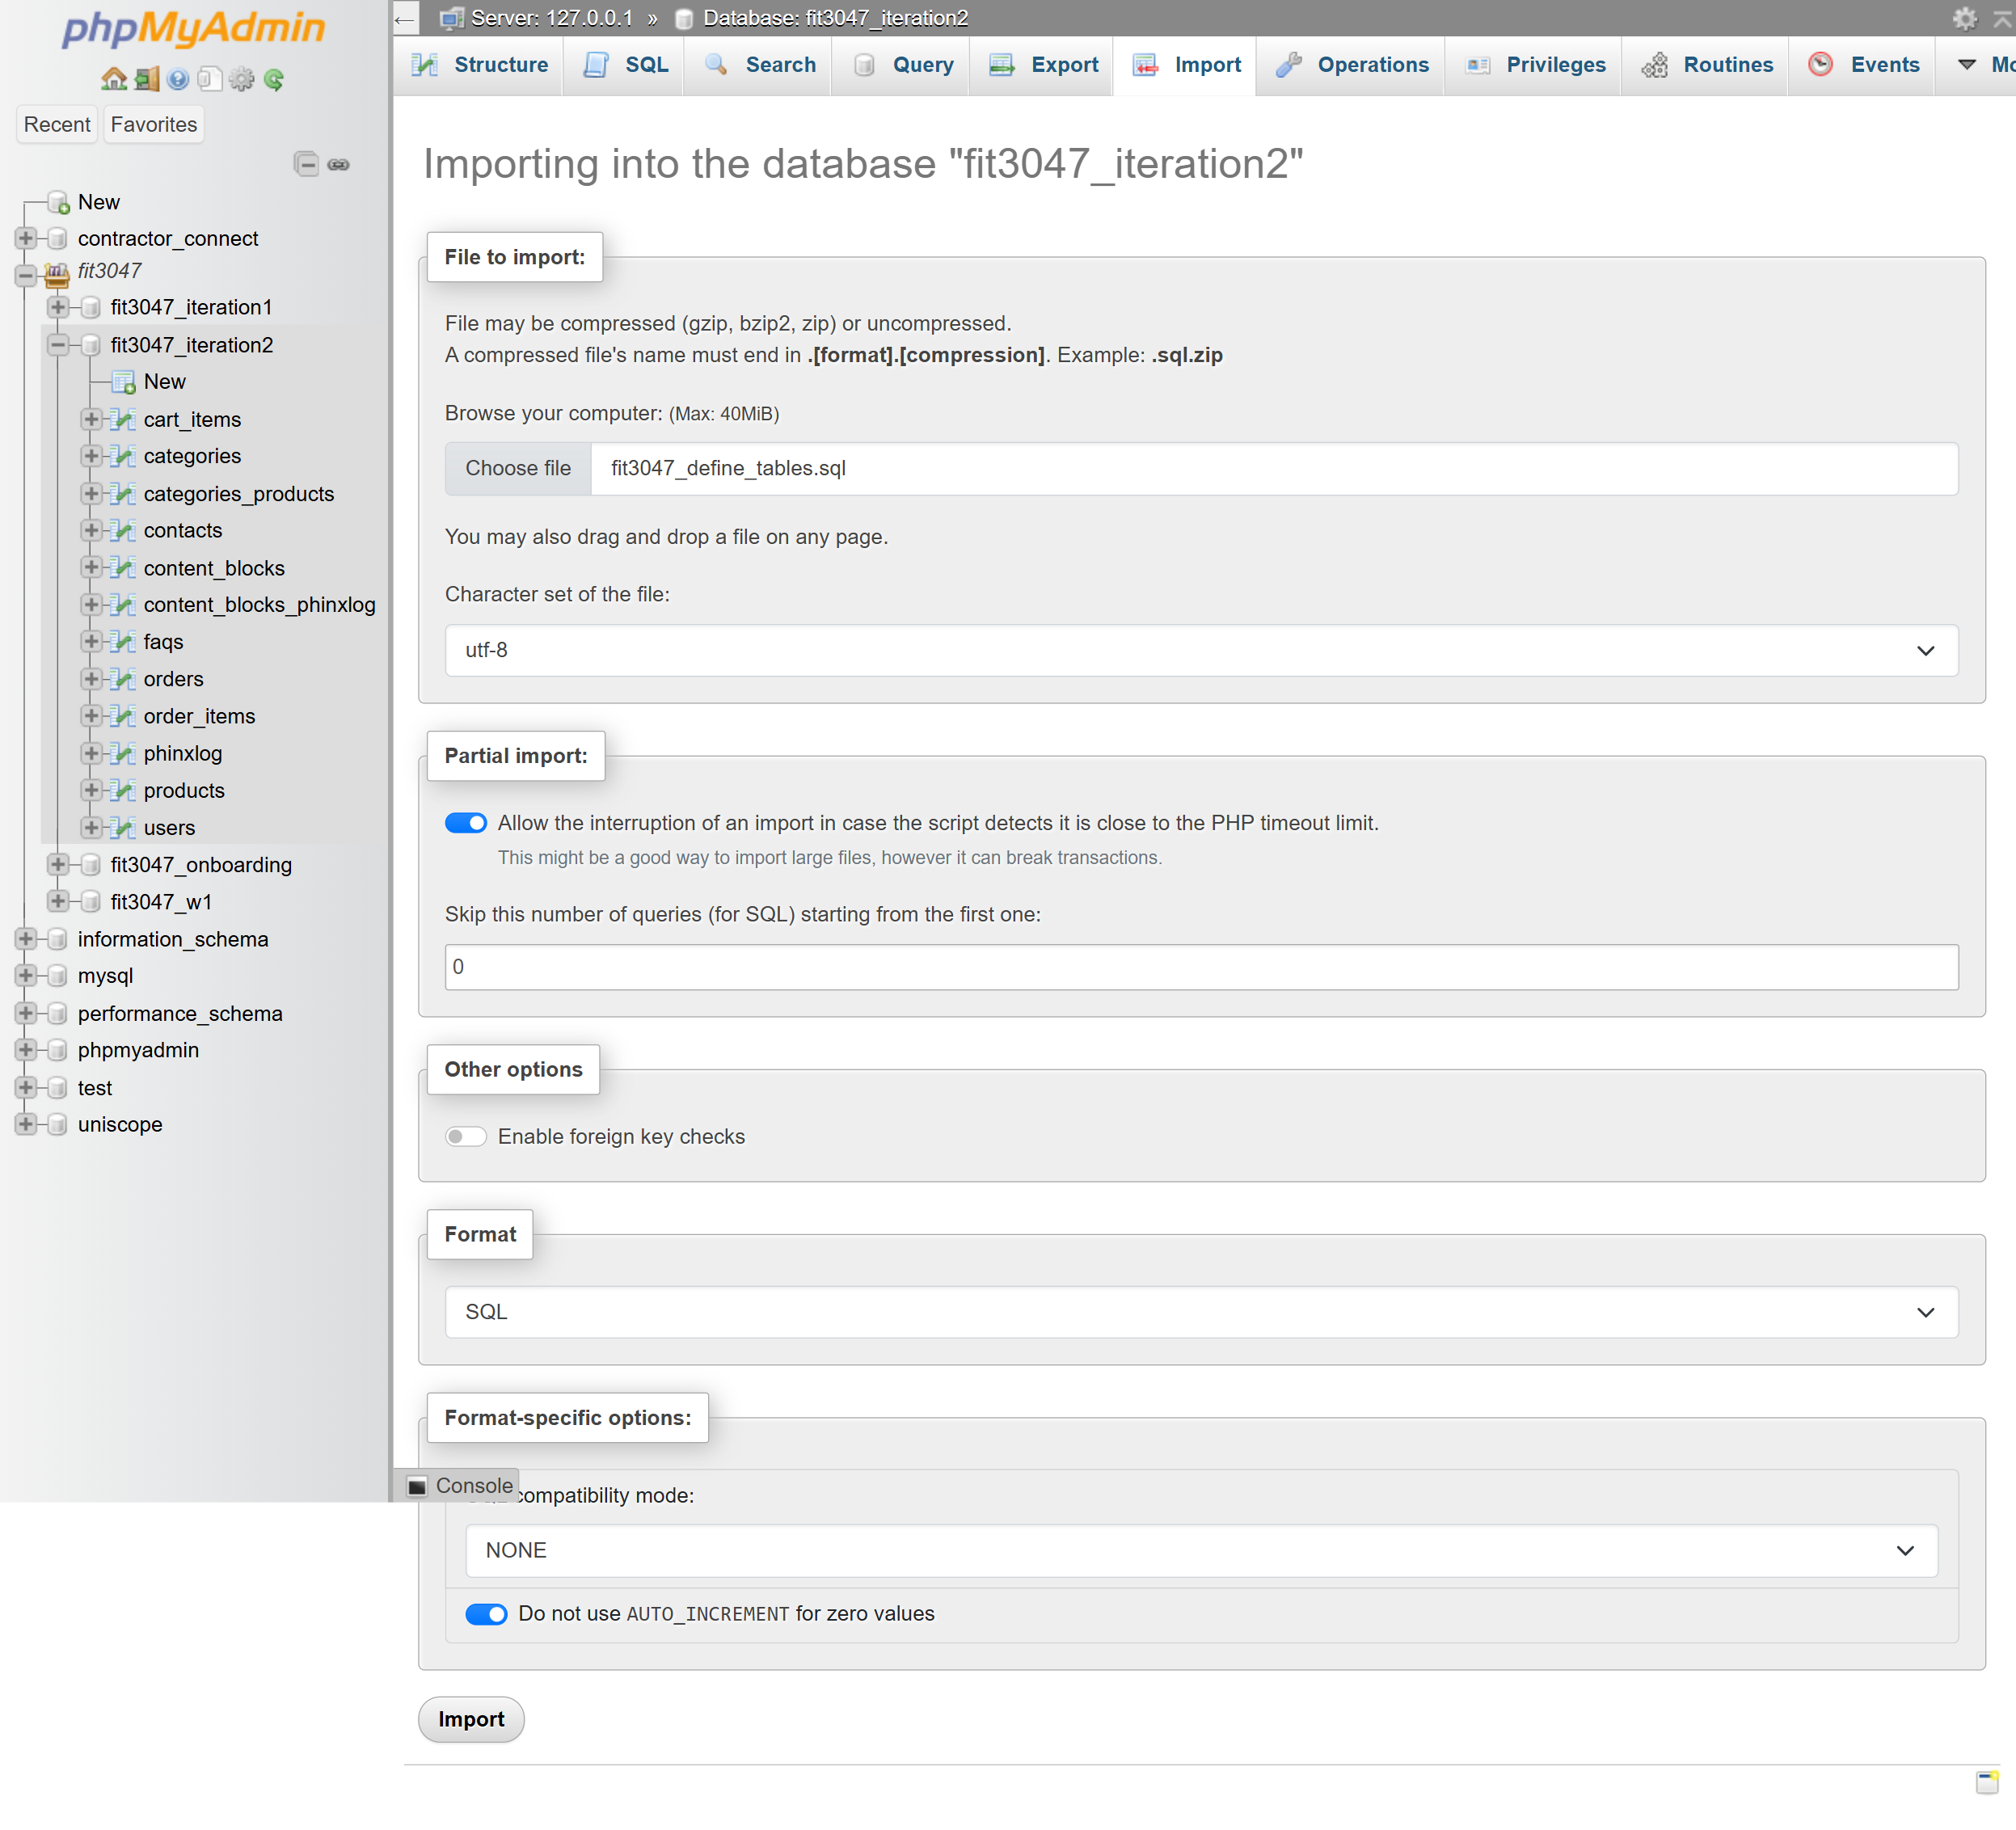 phpMyAdmin
Recent Favorites
New
contractor_connect
fit3047
fit3047_iteration1
fit3047_iteration2
New
cart_items
categories
categories_products
contacts
content_blocks
content_blocks_phinxlog
faqs
orders
order_items
phinxlog
products
users
fit3047_onboarding
fit3047_w1
information_schema
mysql
performance_schema
phpmyadmin
test
uniscope
← Server: 127.0.0.1 » Database: fit3047_iteration2
Structure SQL Search Query Export Import Operations Privileges Routines Events Mo
Importing into the database "fit3047_iteration2"
File to import:
File may be compressed (gzip, bzip2, zip) or uncompressed.
A compressed file's name must end in .[format].[compression]. Example: .sql.zip
Browse your computer: (Max: 40MiB)
Choose file fit3047_define_tables.sql
You may also drag and drop a file on any page.
Character set of the file:
utf-8
Partial import:
Allow the interruption of an import in case the script detects it is close to the PHP timeout limit.
This might be a good way to import large files, however it can break transactions.
Skip this number of queries (for SQL) starting from the first one:
0
Other options
Enable foreign key checks
Format
SQL
Format-specific options:
Console
compatibility mode:
NONE
Do not use AUTO_INCREMENT for zero values
Import